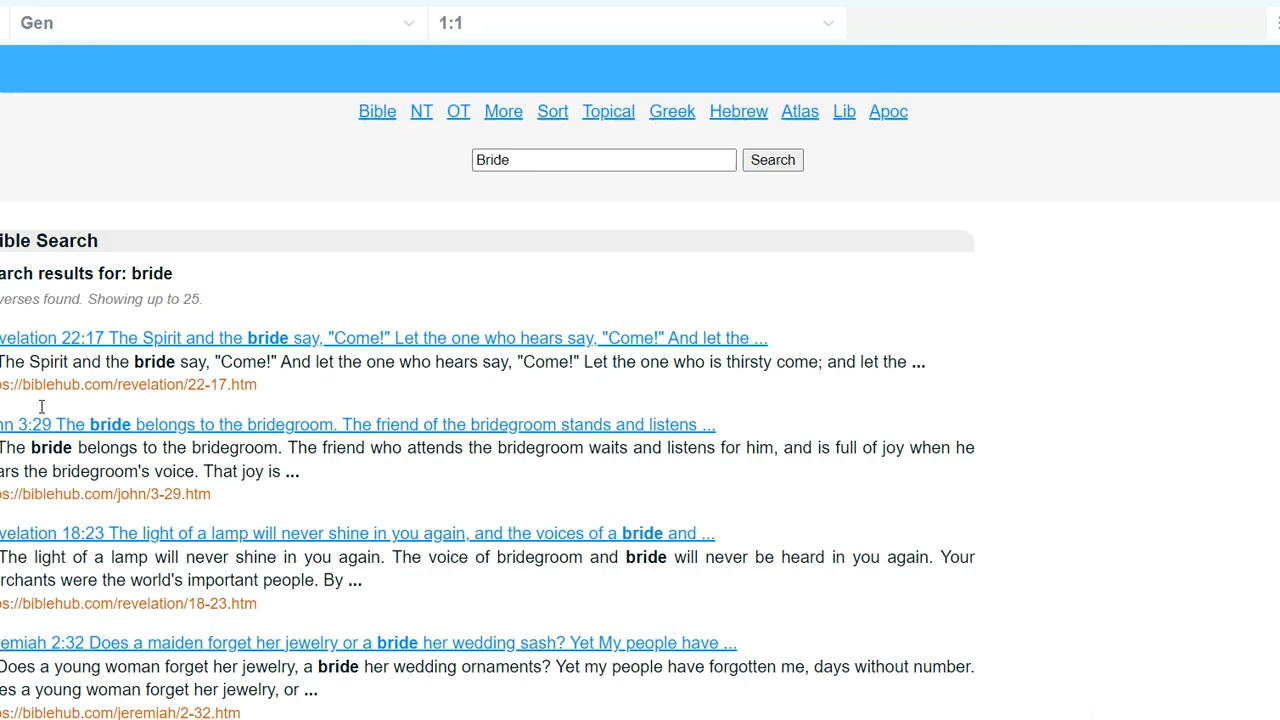 Gen 1:1
Bible NT OT More Sort Topical Greek Hebrew Atlas Lib Apoc
Bride Search
ible Search
arch results for: bride
verses found. Showing up to 25.
velation 22:17 The Spirit and the bride say, "Come!" Let the one who hears say, "Come!" And let the ...
The Spirit and the bride say, "Come!" And let the one who hears say, "Come!" Let the one who is thirsty come; and let the ...
os://biblehub.com/revelation/22-17.htm
hn 3:29 The bride belongs to the bridegroom. The friend of the bridegroom stands and listens ...
The bride belongs to the bridegroom. The friend who attends the bridegroom waits and listens for him, and is full of joy when he
ars the bridegroom's voice. That joy is ...
os://biblehub.com/john/3-29.htm
velation 18:23 The light of a lamp will never shine in you again, and the voices of a bride and ...
The light of a lamp will never shine in you again. The voice of bridegroom and bride will never be heard in you again. Your
rchants were the world's important people. By ...
os://biblehub.com/revelation/18-23.htm
emiah 2:32 Does a maiden forget her jewelry or a bride her wedding sash? Yet My people have ...
Does a young woman forget her jewelry, a bride her wedding ornaments? Yet my people have forgotten me, days without number.
es a young woman forget her jewelry, or ...
os://biblehub.com/jeremiah/2-32.htm